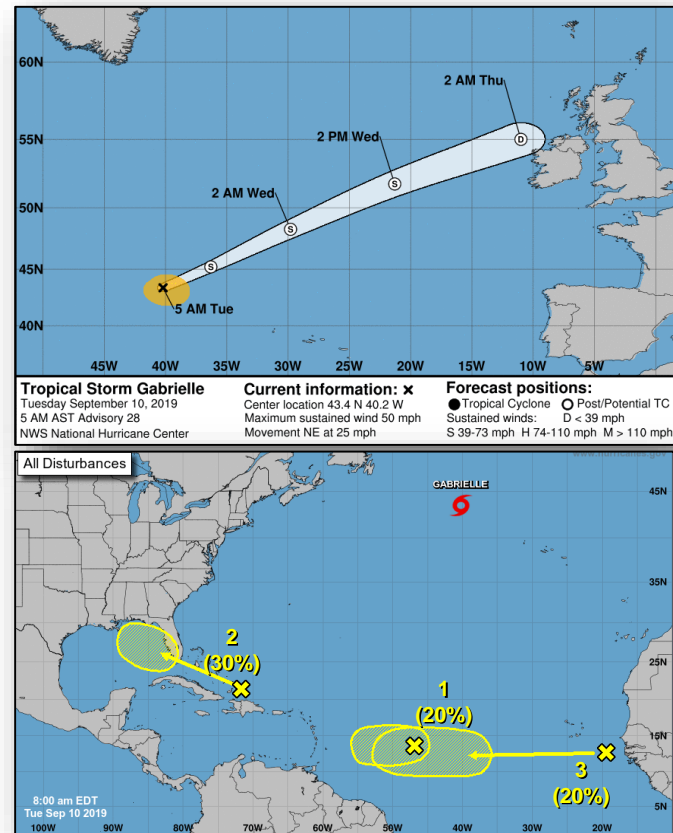 60N
55N
50N
45N
40N
2 AM Thu
D
2 PM Wed
S
2 AM Wed
S
S
5 AM Tue
45W 40W 35W 30W 25W 20W 15W 10W 5W
Tropical Storm Gabrielle
Tuesday September 10, 2019
5 AM AST Advisory 28
NWS National Hurricane Center
Current information: ×
Center location 43.4 N 40.2 W
Maximum sustained wind 50 mph
Movement NE at 25 mph
Forecast positions:
Tropical Cyclone Post/Potential TC
Sustained winds: D < 39 mph
S 39-73 mph H 74-110 mph M > 110 mph
www.hurricanes.gov
All Disturbances
GABRIELLE
45N
35N
25N
15N
5N
2
(30%)
1
(20%)
3
(20%)
8:00 am EDT
Tue Sep 10 2019
100W 90W 80W 70W 60W 50W 40W 30W 20W